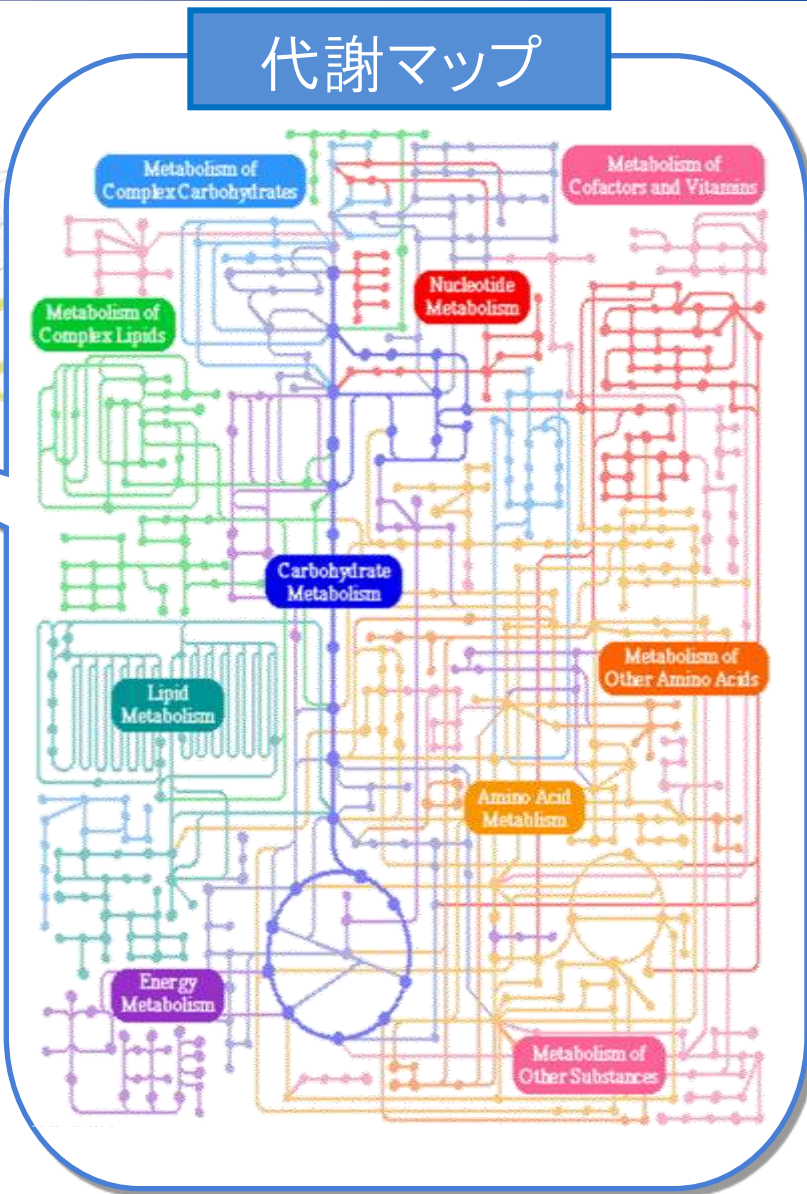 代謝マップ
Metabolism of
Complex Carbohydrates
Metabolism of
Cofactors and Vitamins
Nucleotide
Metabolism
Metabolism of
Complex Lipids
Carbohydrate
Metabolism
Metabolism of
Other Amino Acids
Lipid
Metabolism
Amino Acid
Metablism
Energy
Metabolism
Metabolism of
Other Substances